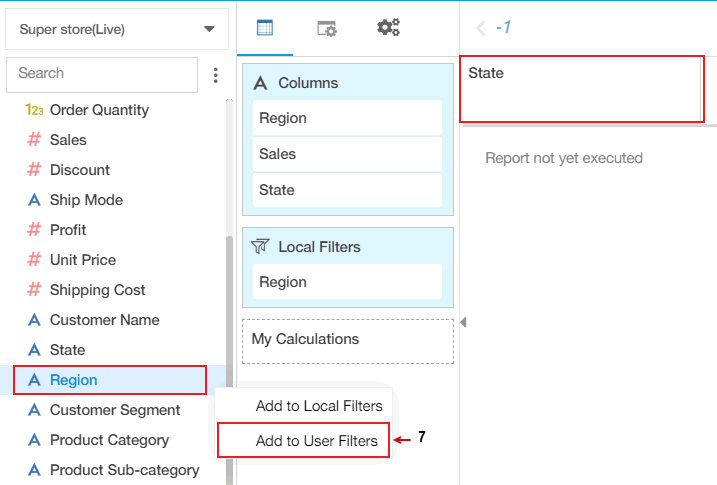 Super store(Live)
Search
123 Order Quantity
# Sales
# Discount
A Ship Mode
# Profit
# Unit Price
# Shipping Cost
A Customer Name
A State
A Region
A Customer Segment
A Product Category
A Product Sub-category
A Columns
Region
Sales
State
Local Filters
Region
My Calculations
Add to Local Filters
Add to User Filters
7
-1
State
Report not yet executed